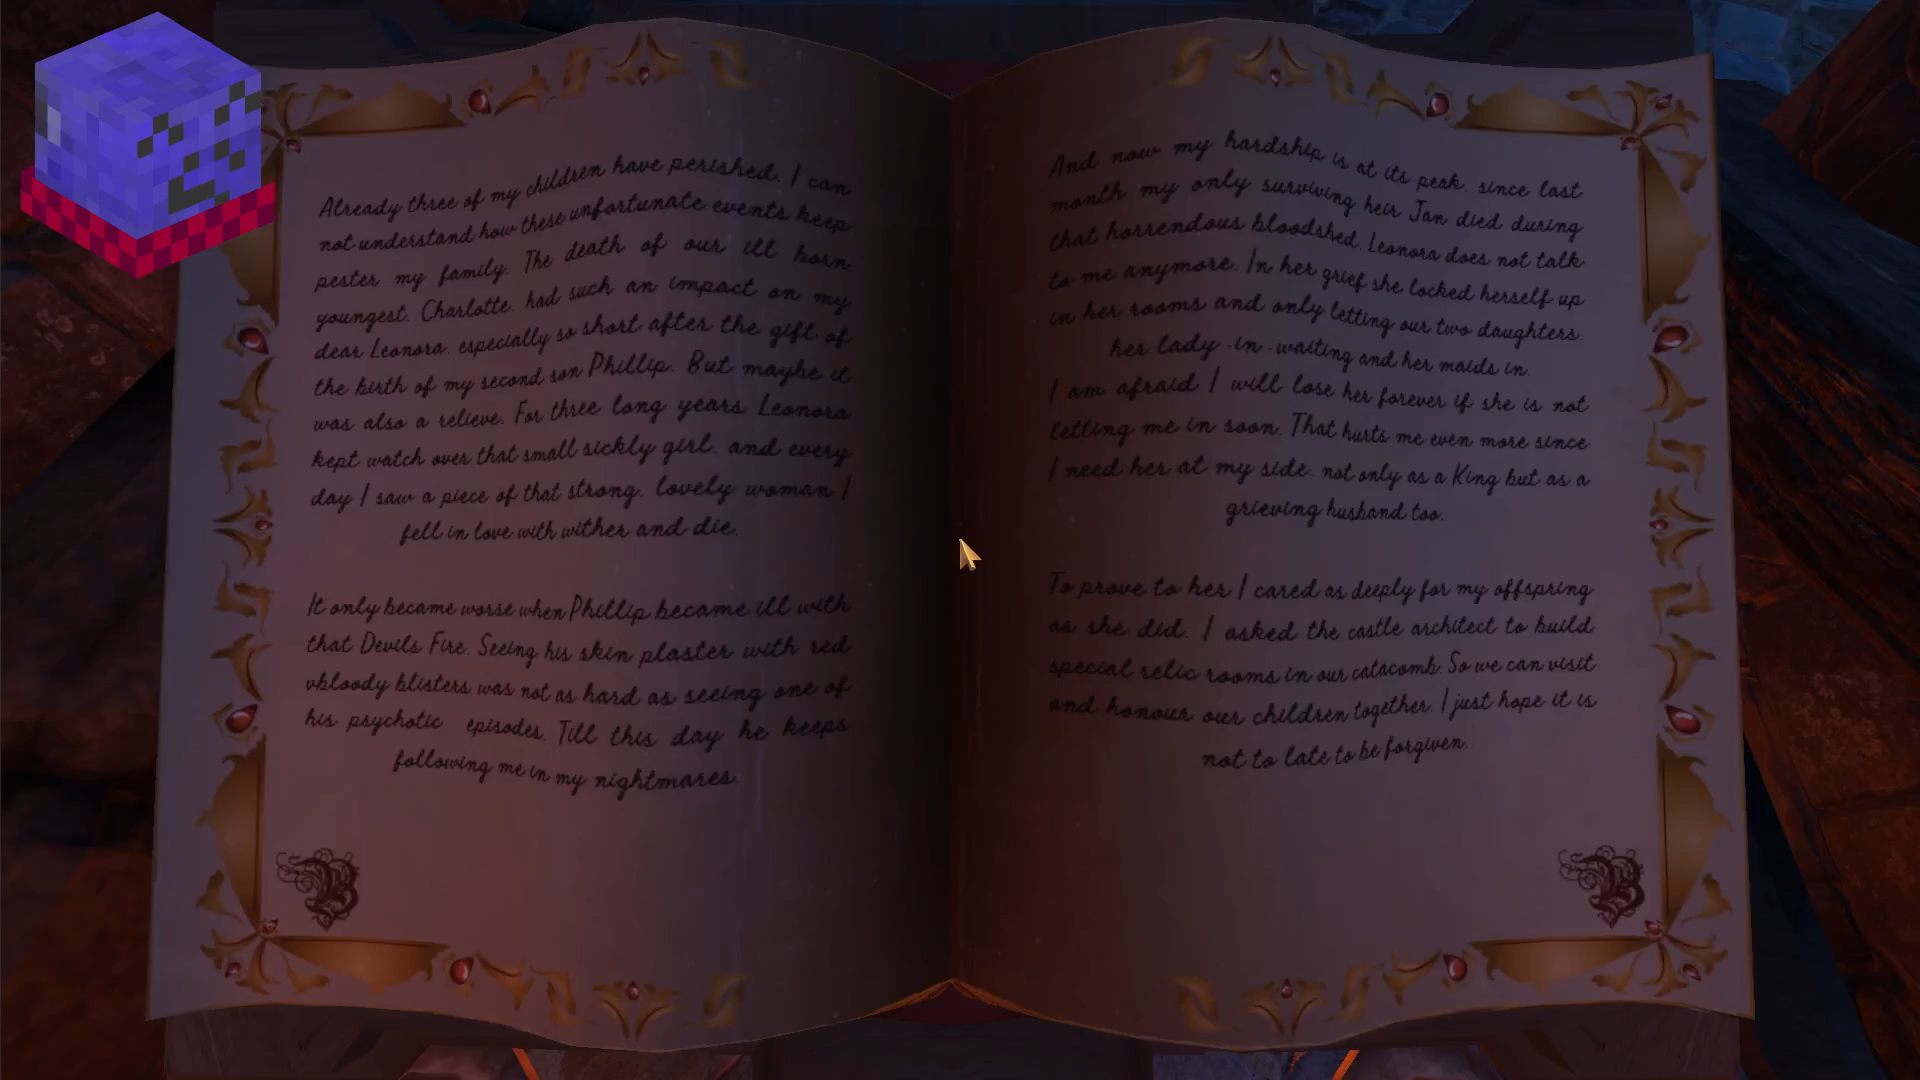 Already three of my children have perished. I can
not understand how these unfortunate events keep
pester my family. The death of our ill born
youngest, Charlotte, had such an impact on my
dear Leonora, especially so short after the gift of
the birth of my second son Phillip. But maybe it
was also a relieve. For three long years Leonora
kept watch over that small sickly girl, and every
day I saw a piece of that strong, lovely woman I
fell in love with wither and die.
It only became worse when Phillip became ill with
that Devils Fire. Seeing his skin plaster with red
vbloody blisters was not as hard as seeing one of
his psychotic episodes. Till this day he keeps
following me in my nightmares.
B
And now my hardship is at its peak, since last
month my only surviving heir Jan died during
that horrendous bloodshed. Leonora does not talk
to me anymore. In her grief she locked herself up
in her rooms and only letting our two daughters,
her lady-in-waiting and her maids in.
I am afraid I will lose her forever if she is not
letting me in soon. That hurts me even more since
I need her at my side, not only as a King but as a
grieving husband too.
To prove to her I cared as deeply for my offspring
as she did, I asked the castle architect to build
special relic rooms in our catacomb. So we can visit
and honour our children together. I just hope it is
not to late to be forgiven.
B